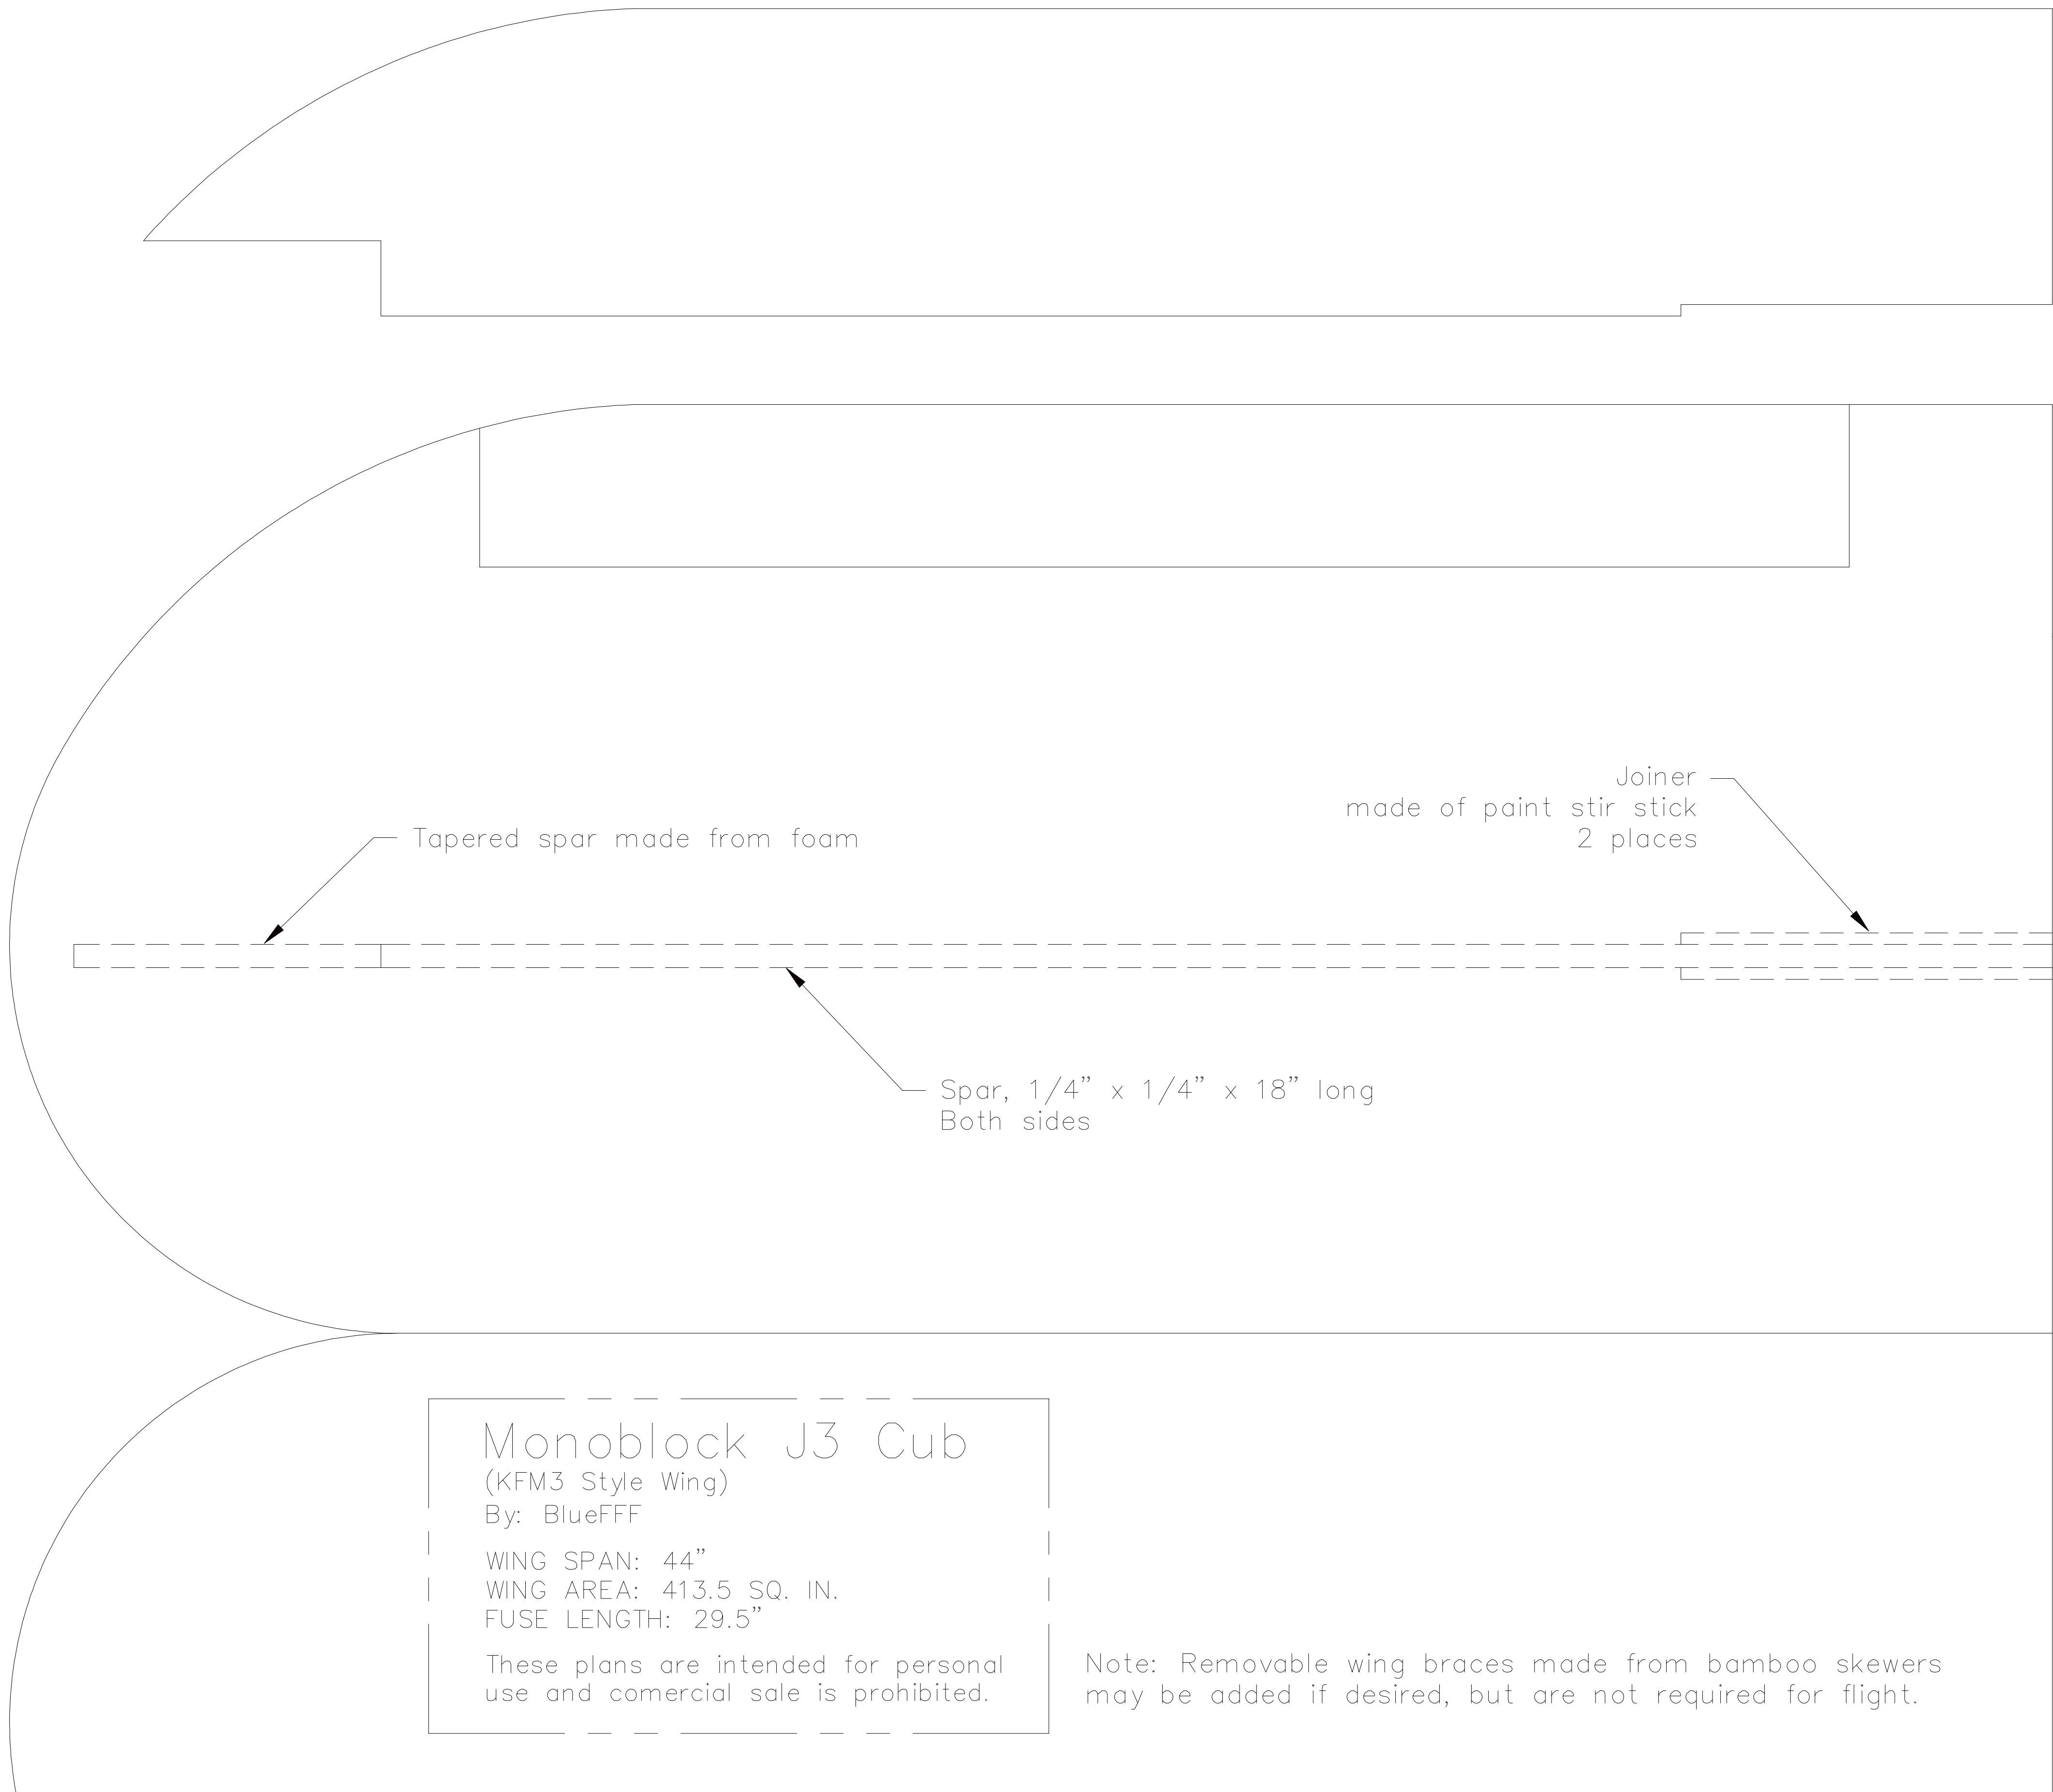 Joiner
made of paint stir stick
2 places
Tapered spar made from foam
Spar, 1/4" x 1/4" x 18" long
Both sides
Monoblock J3 Cub
(KFM3 Style Wing)
By: BlueFFF
WING SPAN: 44"
WING AREA: 413.5 SQ. IN.
FUSE LENGTH: 29.5"
These plans are intended for personal
use and comercial sale is prohibited.
Note: Removable wing braces made from bamboo skewers
may be added if desired, but are not required for flight.